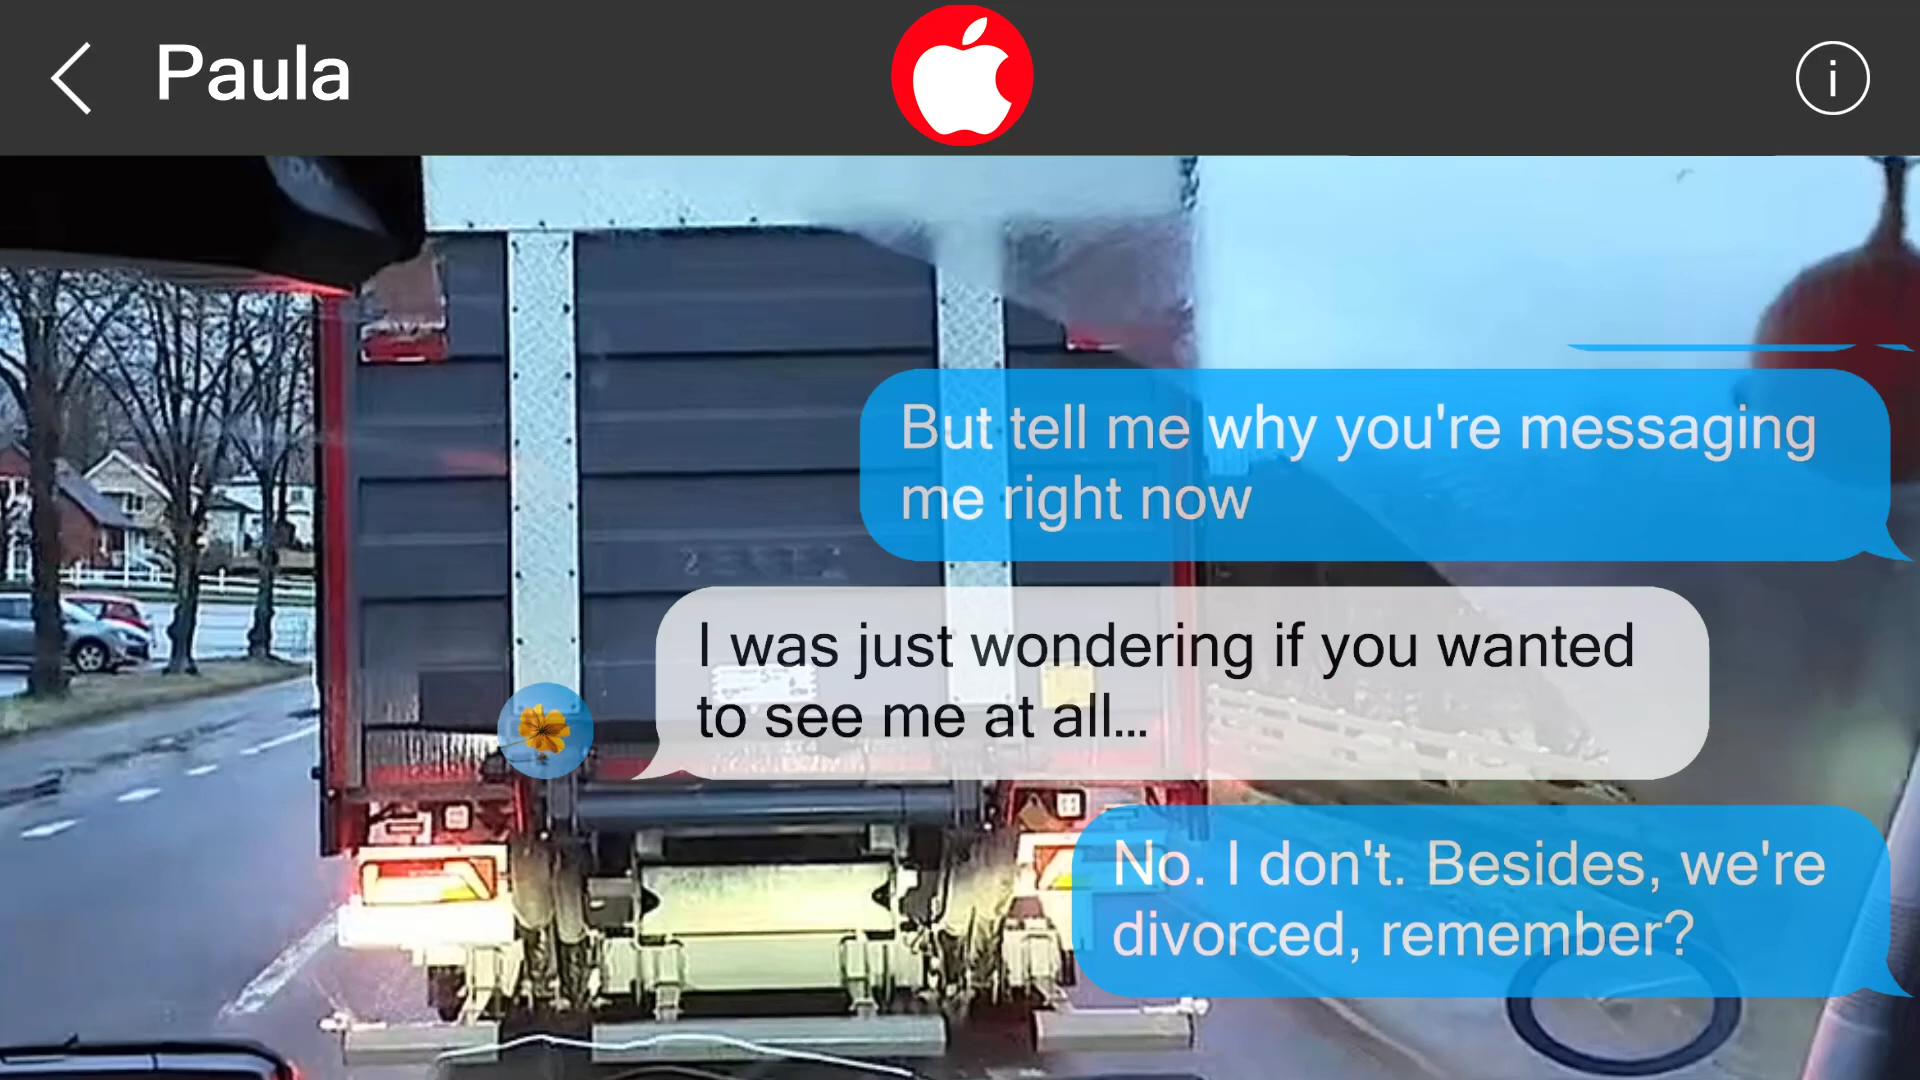 Paula
But tell me why you're messaging
me right now
I was just wondering if you wanted
to see me at all...
No. I don't. Besides, we're
divorced, remember?